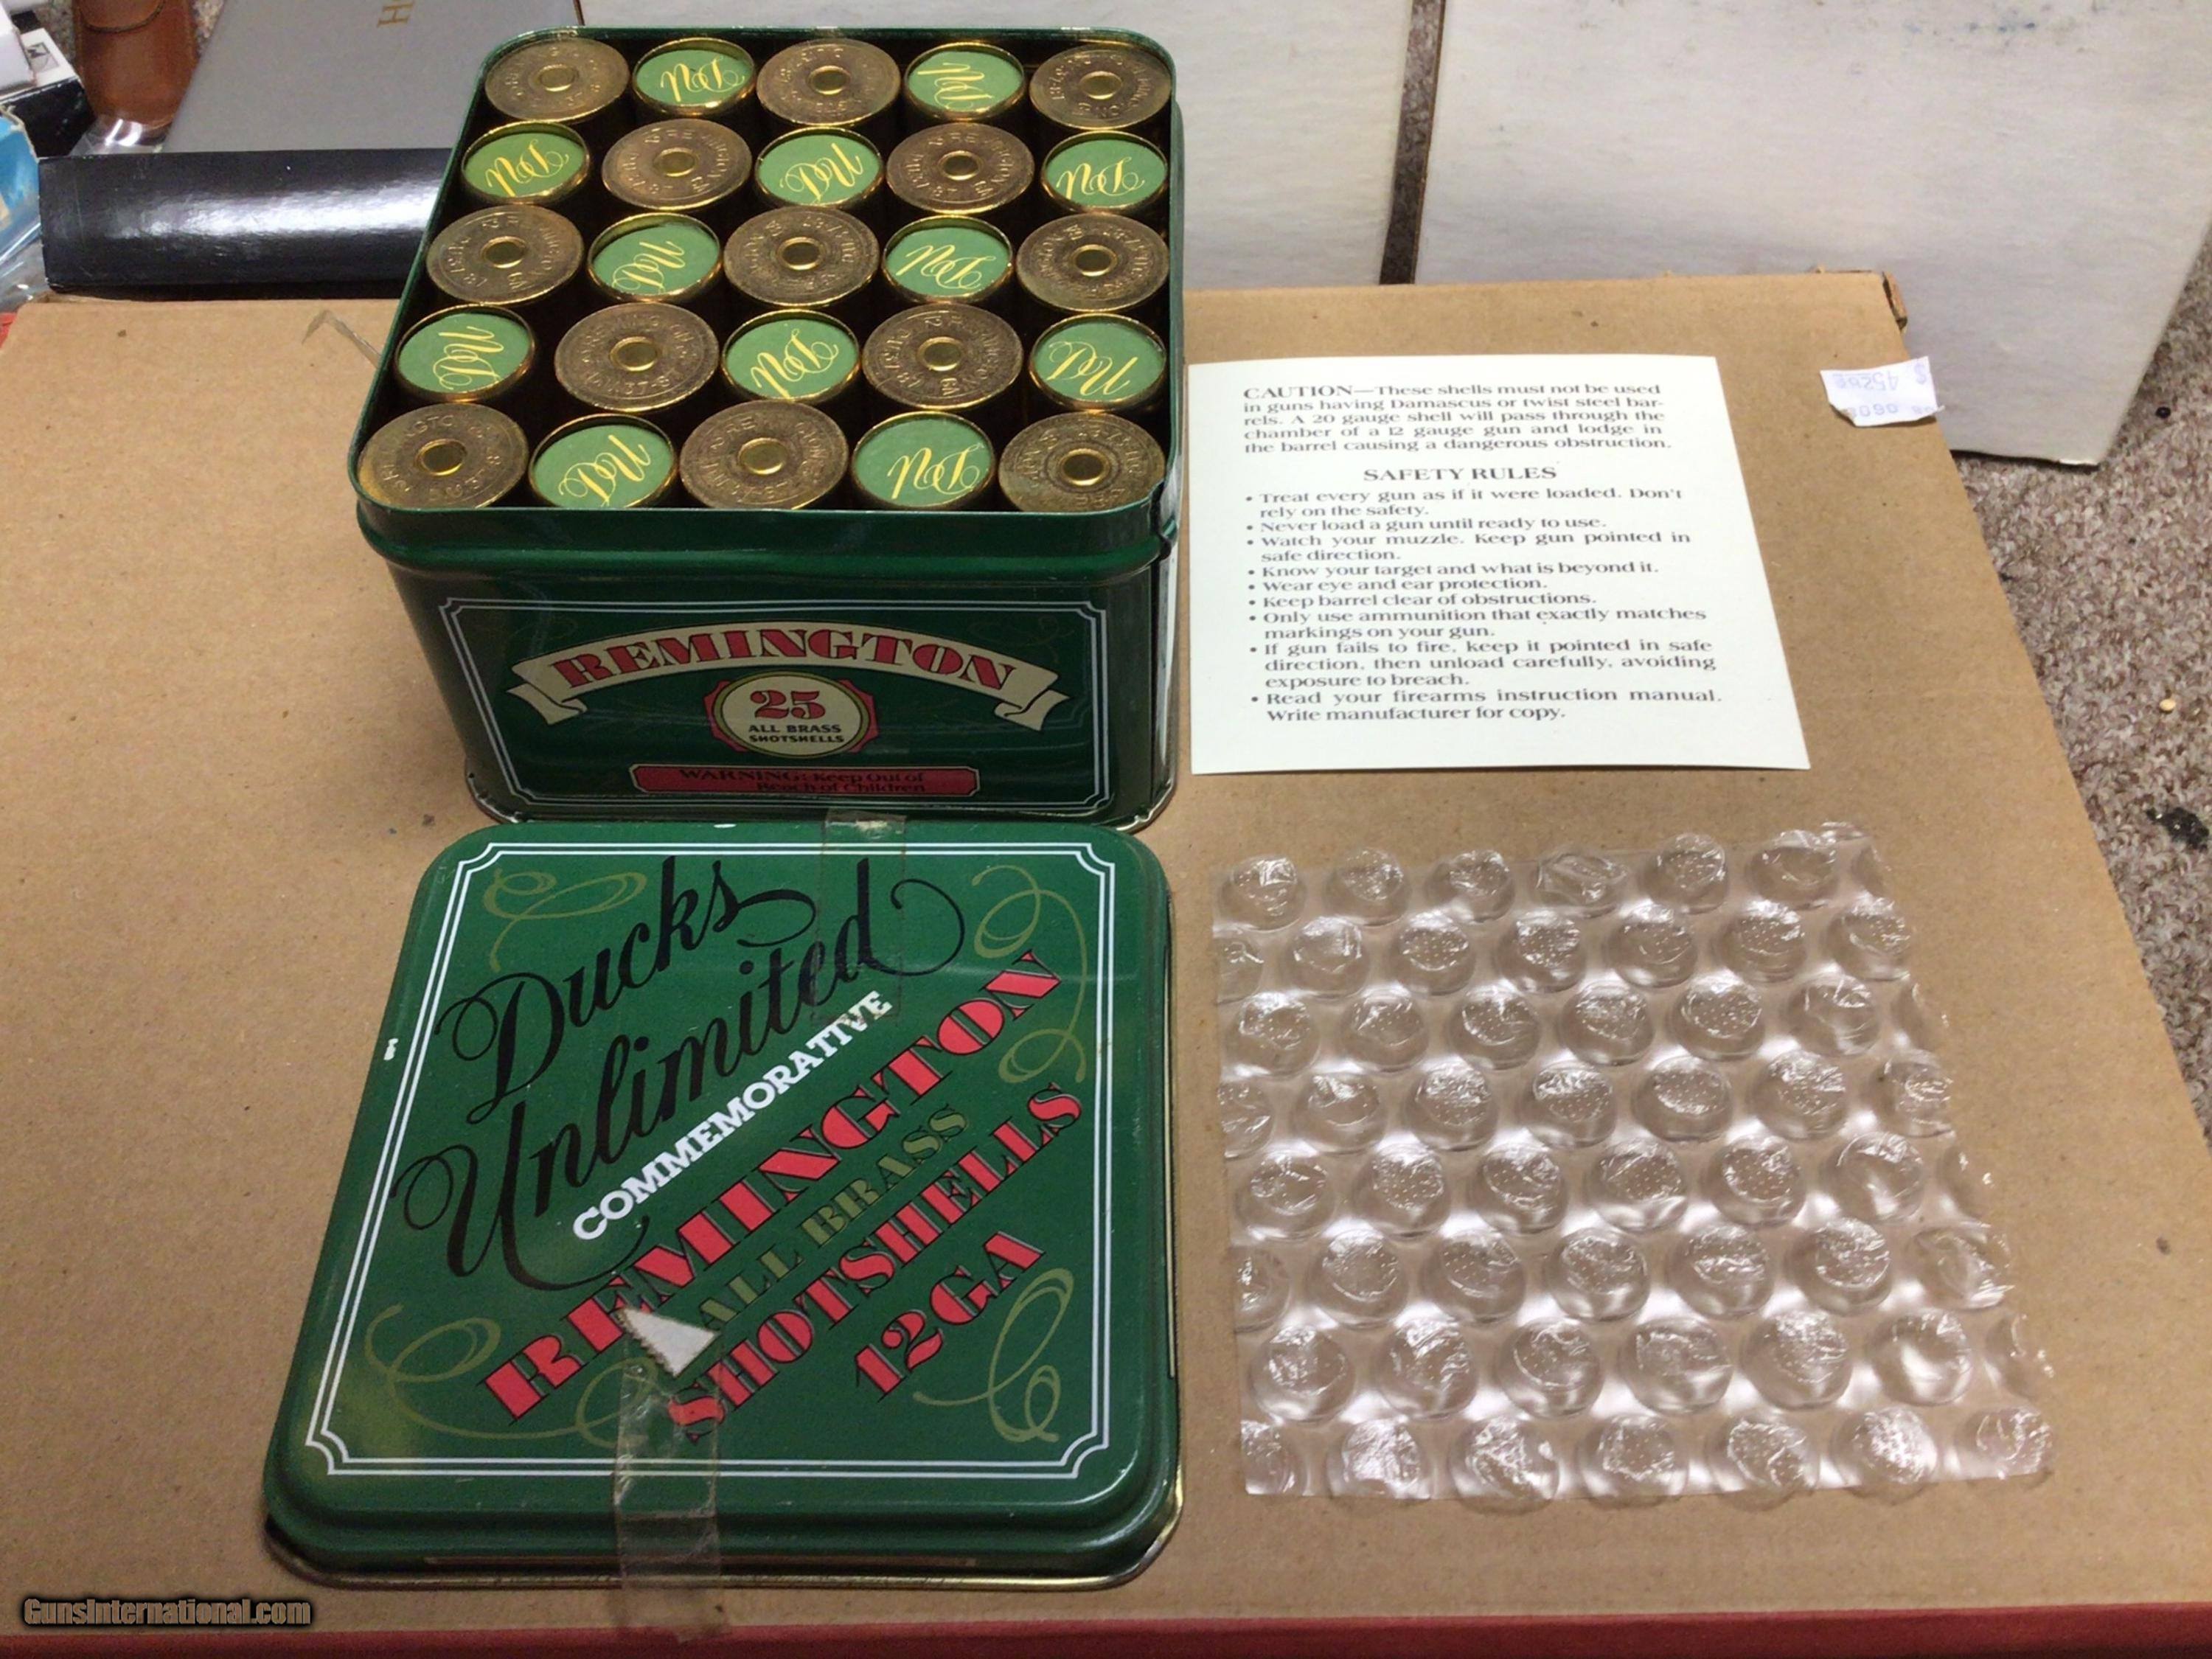 REMINGTON
25
ALL BRASS
SHOTSHELLS
WARNING: Keep Out of
Reach of Children
CAUTION—These shells must not be used
in guns having Damascus or twist steel bar-
rels. A 20 gauge shell will pass through the
chamber of a 12 gauge gun and lodge in
the barrel causing a dangerous obstruction.
SAFETY RULES
• Treat every gun as if it were loaded. Don't
rely on the safety.
• Never load a gun until ready to use.
• Watch your muzzle. Keep gun pointed in
safe direction.
• Know your target and what is beyond it.
• Wear eye and ear protection.
• Keep barrel clear of obstructions.
• Only use ammunition that exactly matches
markings on your gun.
• If gun fails to fire, keep it pointed in safe
direction, then unload carefully, avoiding
exposure to breach.
• Read your firearms instruction manual.
Write manufacturer for copy.
Ducks
Unlimited
COMMEMORATIVE
REMINGTON
ALL BRASS
SHOTSHELLS
12GA
GunsInternational.com